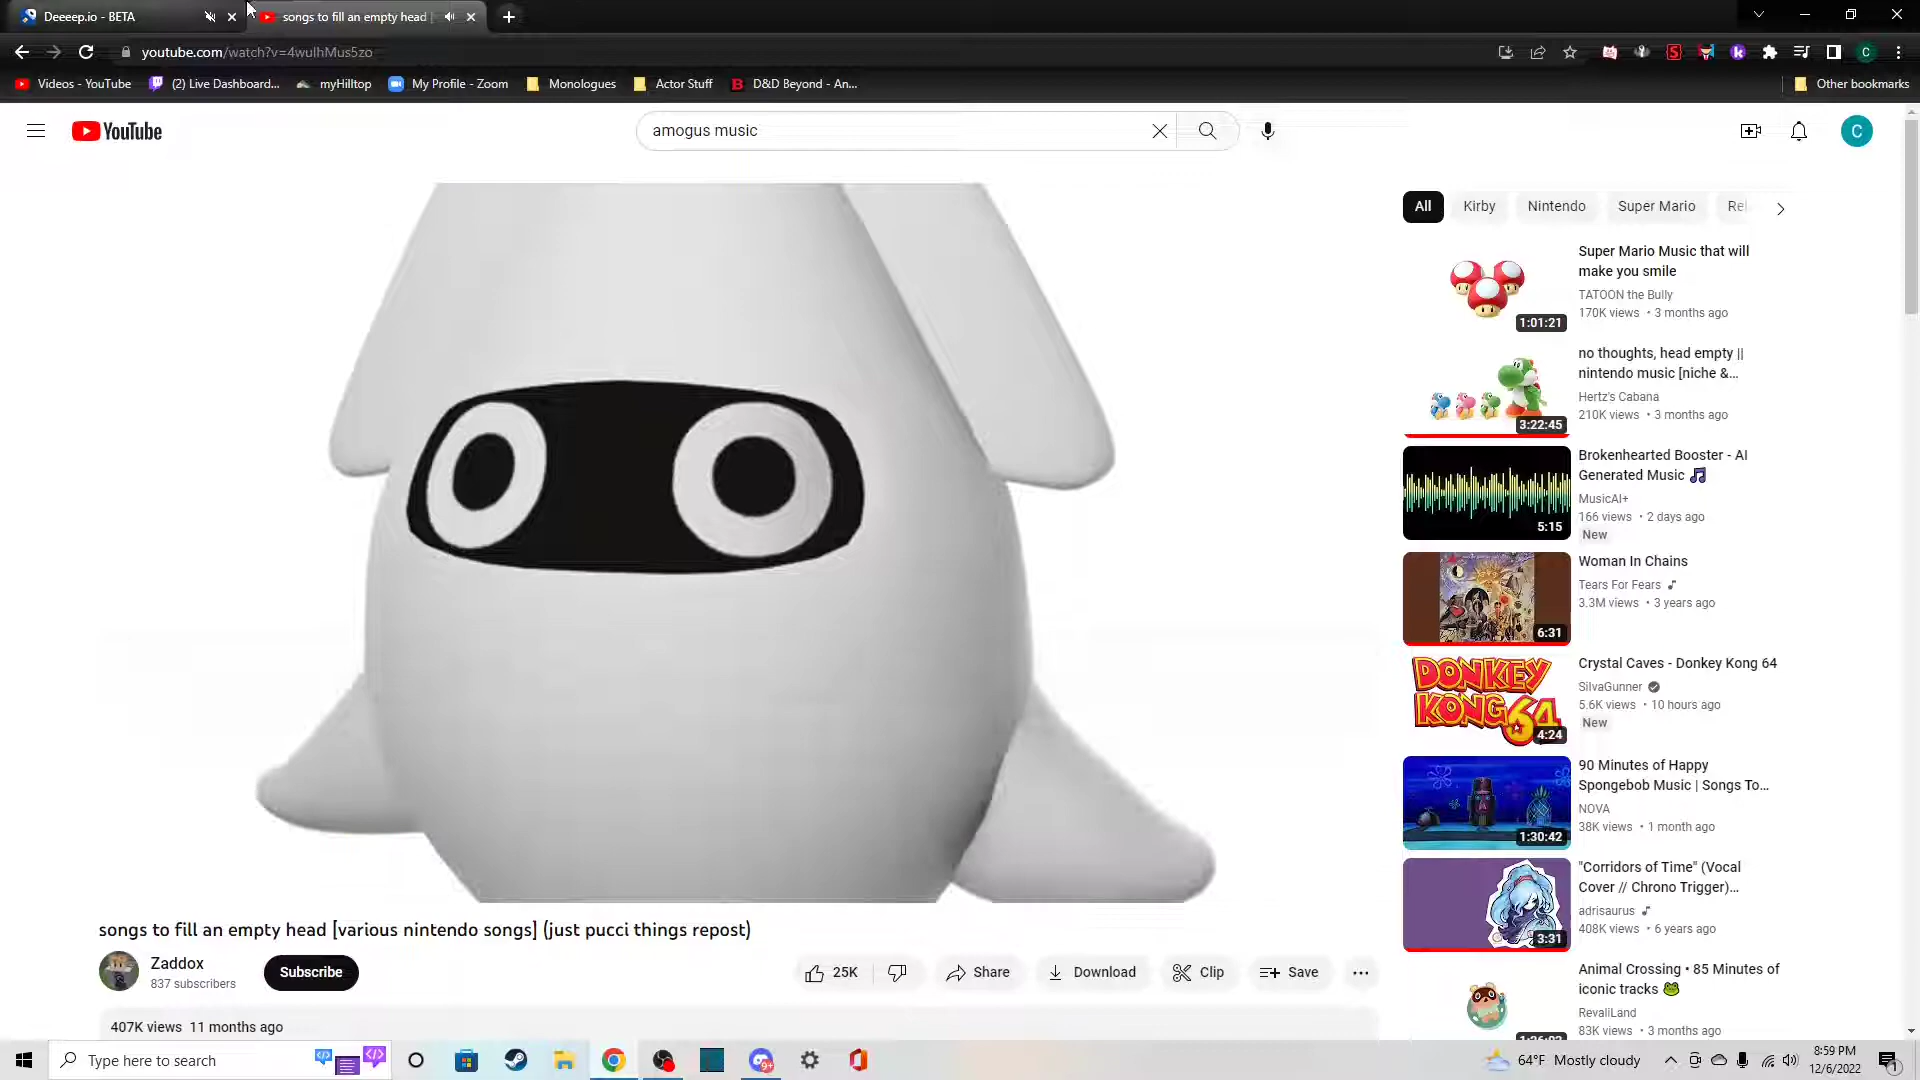 Deeeep.io - BETA
songs to fill an empty head
youtube.com/watch?v=4wulhMus5zo
Videos - YouTube
(2) Live Dashboard...
myHilltop
My Profile - Zoom
Monologues
Actor Stuff
D&D Beyond - An...
Other bookmarks
YouTube
amogus music
C
All
Kirby
Nintendo
Super Mario
Super Mario Music that will
make you smile
TATOON the Bully
170K views • 3 months ago
1:01:21
no thoughts, head empty ||
nintendo music [niche &...
Hertz's Cabana
210K views • 3 months ago
3:22:45
Brokenhearted Booster - AI
Generated Music 🎵
MusicAI+
166 views • 2 days ago
5:15
New
Woman In Chains
Tears For Fears
3.3M views • 3 years ago
6:31
DONKEY
KONG 64
Crystal Caves - Donkey Kong 64
SilvaGunner
5.6K views • 10 hours ago
New
4:24
90 Minutes of Happy
Spongebob Music | Songs To...
NOVA
38K views • 1 month ago
1:30:42
"Corridors of Time" (Vocal
Cover // Chrono Trigger)...
adrisaurus
408K views • 6 years ago
3:31
Animal Crossing • 85 Minutes of
iconic tracks 🐸
RevaliLand
83K views • 3 months ago
songs to fill an empty head [various nintendo songs] (just pucci things repost)
Zaddox
837 subscribers
Subscribe
25K
Share
Download
Clip
Save
407K views 11 months ago
Type here to search
64°F Mostly cloudy
8:59 PM
12/6/2022